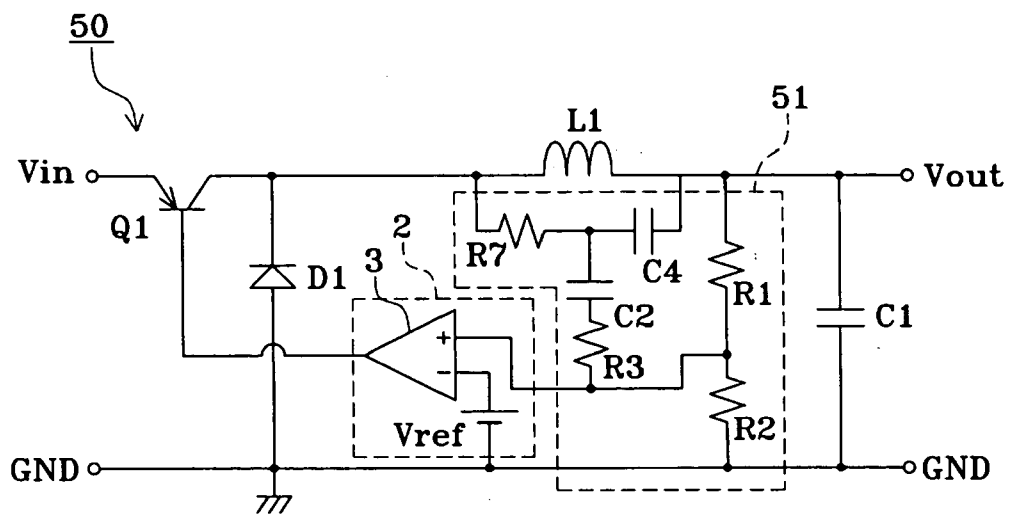 50
51
L1
Vin
Vout
Q1
2
R7
C4
3
D1
R1
C2
C1
+
R3
−
Vref
R2
GND
GND